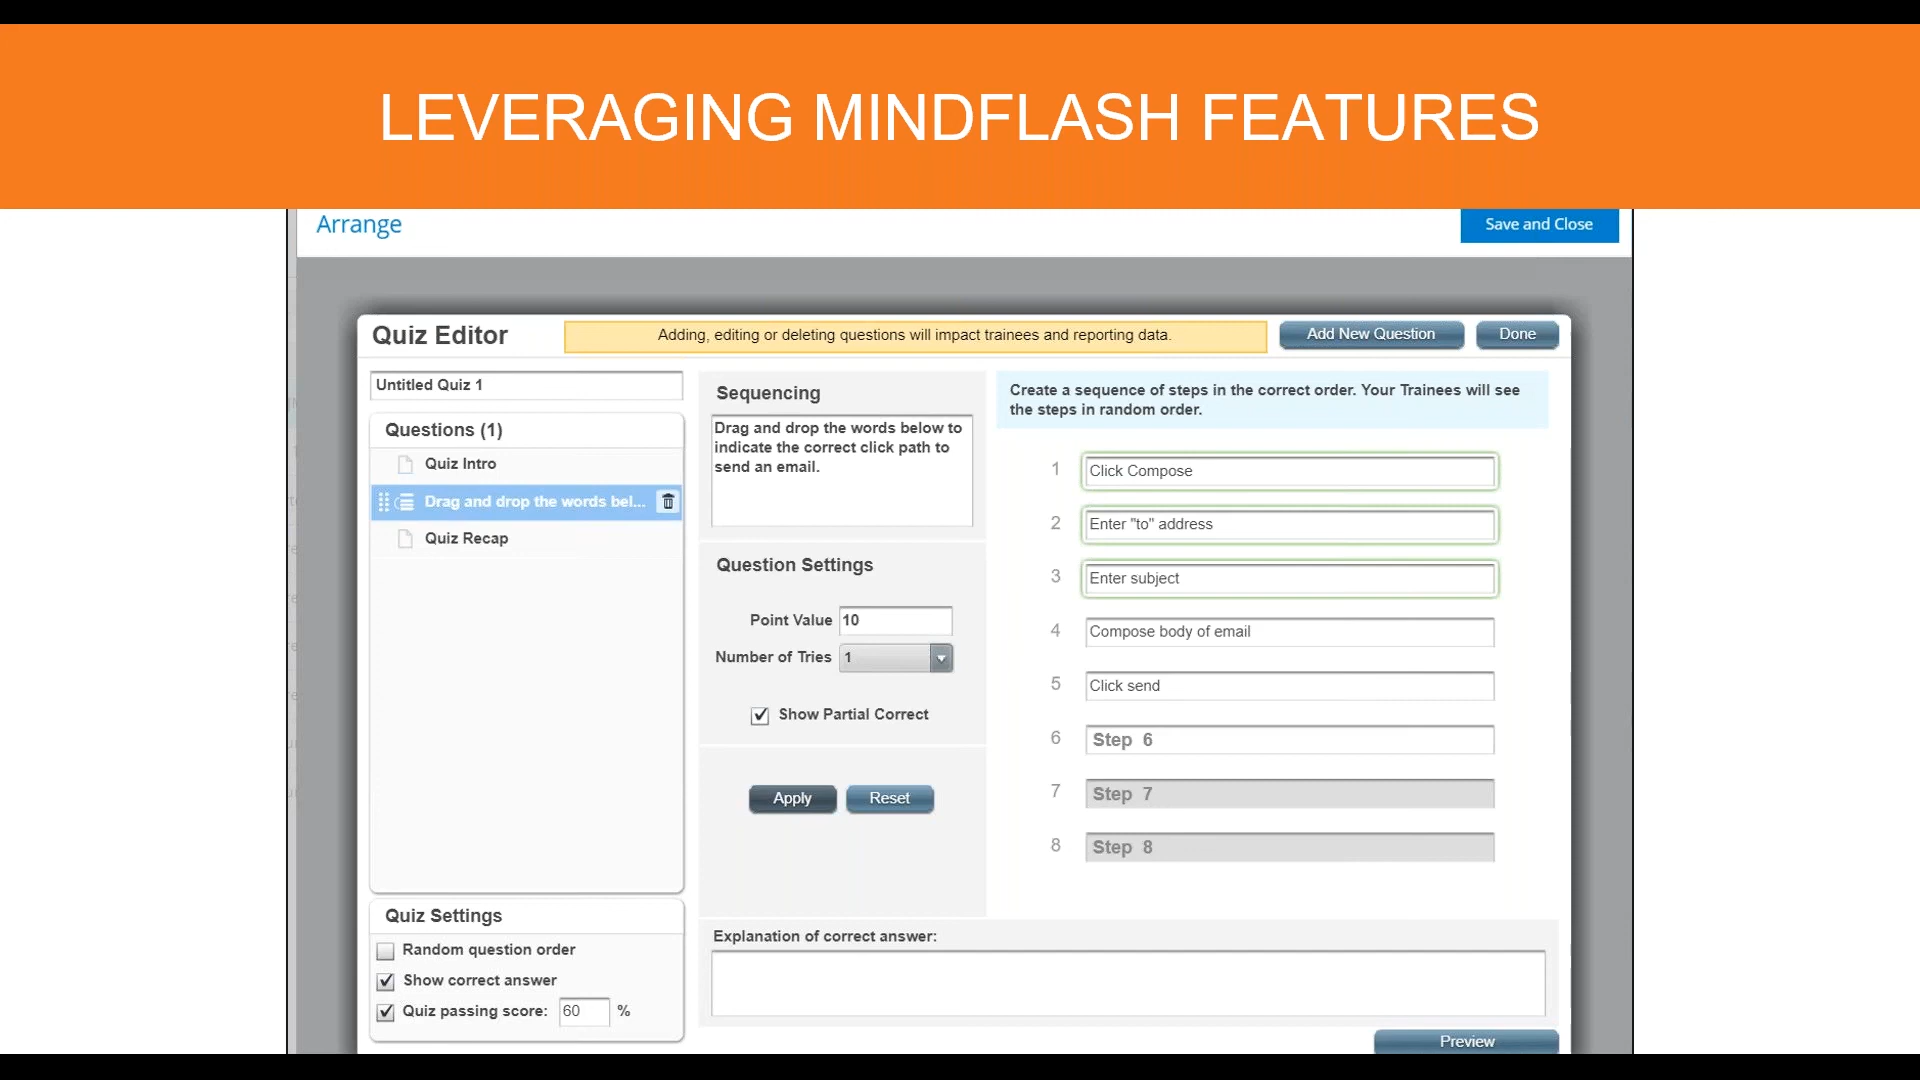 LEVERAGING MINDFLASH FEATURES
Arrange
Save and Close
Quiz Editor
Adding, editing or deleting questions will impact trainees and reporting data.
Add New Question
Done
Untitled Quiz 1
Questions (1)
Quiz Intro
Drag and drop the words bel...
Quiz Recap
Sequencing
Drag and drop the words below to
indicate the correct click path to
send an email.
Question Settings
Point Value 10
Number of Tries 1
Show Partial Correct
Apply
Reset
Create a sequence of steps in the correct order. Your Trainees will see
the steps in random order.
1 Click Compose
2 Enter "to" address
3 Enter subject
4 Compose body of email
5 Click send
6 Step 6
7 Step 7
8 Step 8
Quiz Settings
Random question order
Show correct answer
Quiz passing score: 60 %
Explanation of correct answer:
Preview